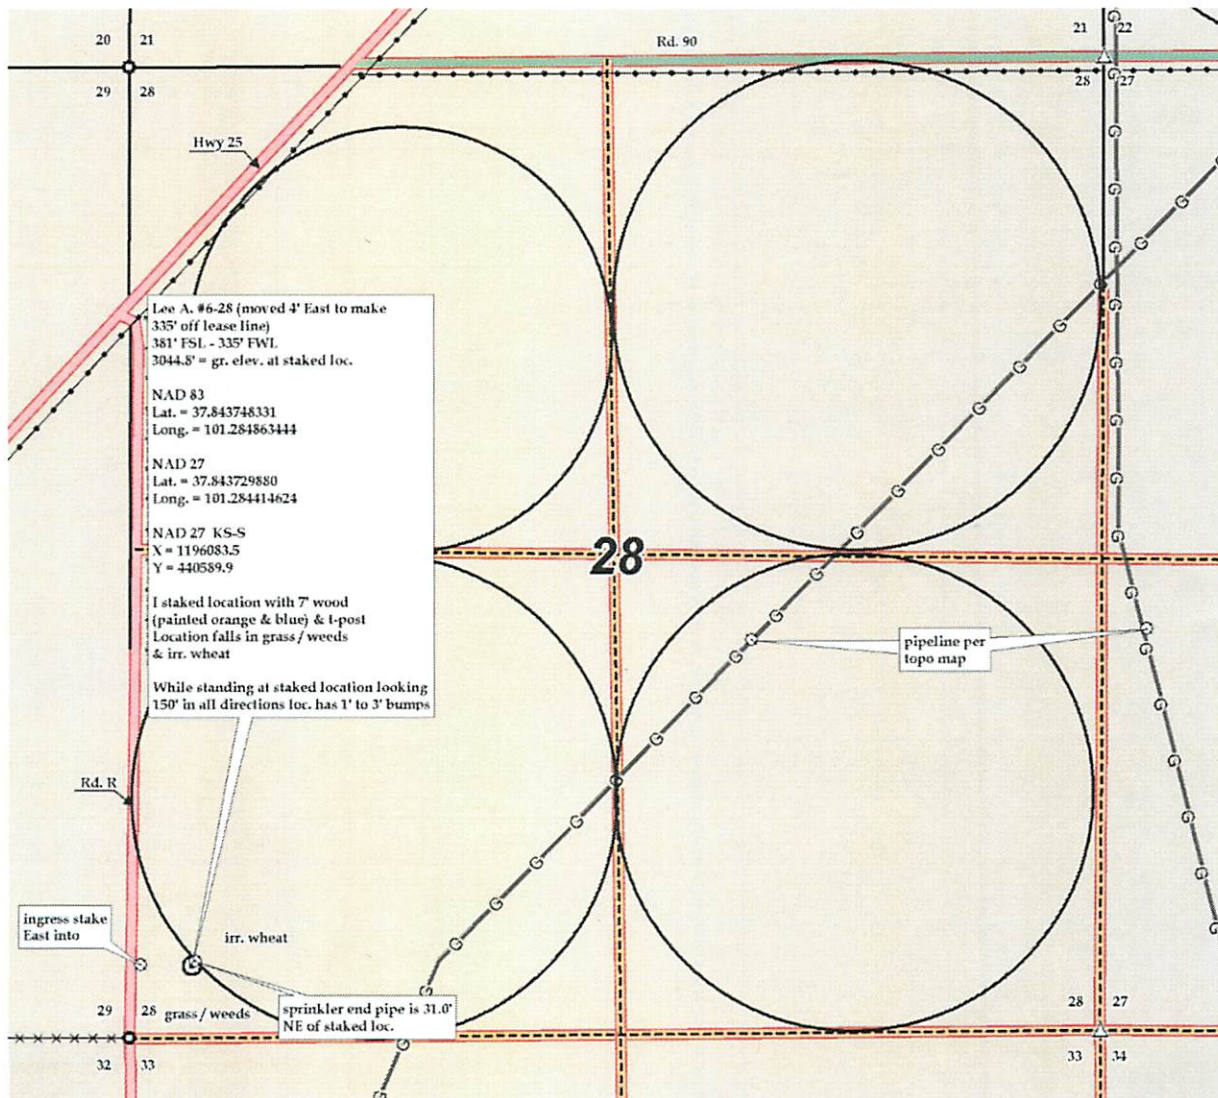 20 21
21 22
Rd. 90
29 28
28 27
Hwy 25
Lee A. #6-28 (moved 4' East to make
335' off lease line)
381' FSL - 335' FWL
3044.8' = gr. elev. at staked loc.
NAD 83
Lat. = 37.843748331
Long. = 101.284863444
NAD 27
Lat. = 37.843729880
Long. = 101.284414624
NAD 27 KS-S
X = 1196083.5
Y = 440589.9
I staked location with 7' wood
(painted orange & blue) & t-post
Location falls in grass / weeds
& irr. wheat
While standing at staked location looking
150' in all directions loc. has 1' to 3' bumps
28
pipeline per
topo map
Rd. R
ingress stake
East into
irr. wheat
sprinkler end pipe is 31.0'
NE of staked loc.
29 28
grass / weeds
28 27
32 33
33 34
G G G G G G G G G G
G G G G G G G G G G G G G G G G G G G G G G
G G G G G G G